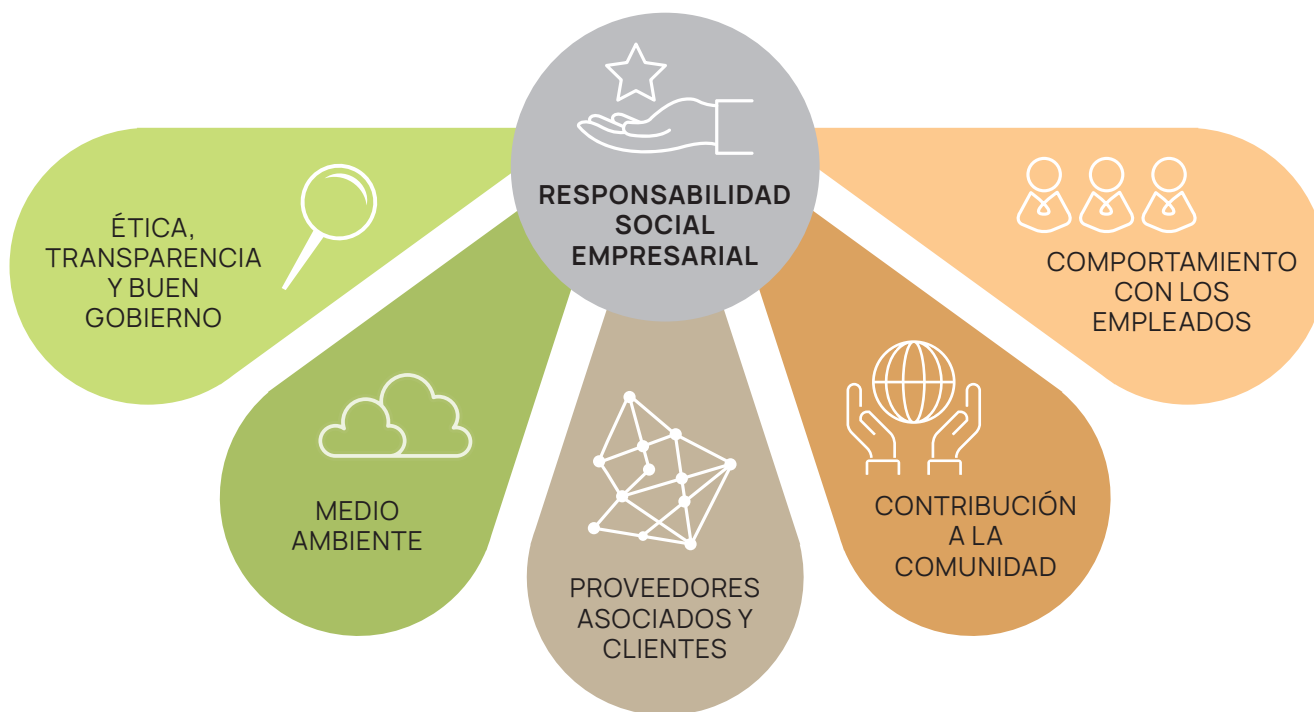 RESPONSABILIDAD
SOCIAL
EMPRESARIAL
ÉTICA,
TRANSPARENCIA
Y BUEN
GOBIERNO
MEDIO
AMBIENTE
PROVEEDORES
ASOCIADOS Y
CLIENTES
CONTRIBUCIÓN
A LA
COMUNIDAD
COMPORTAMIENTO
CON LOS
EMPLEADOS